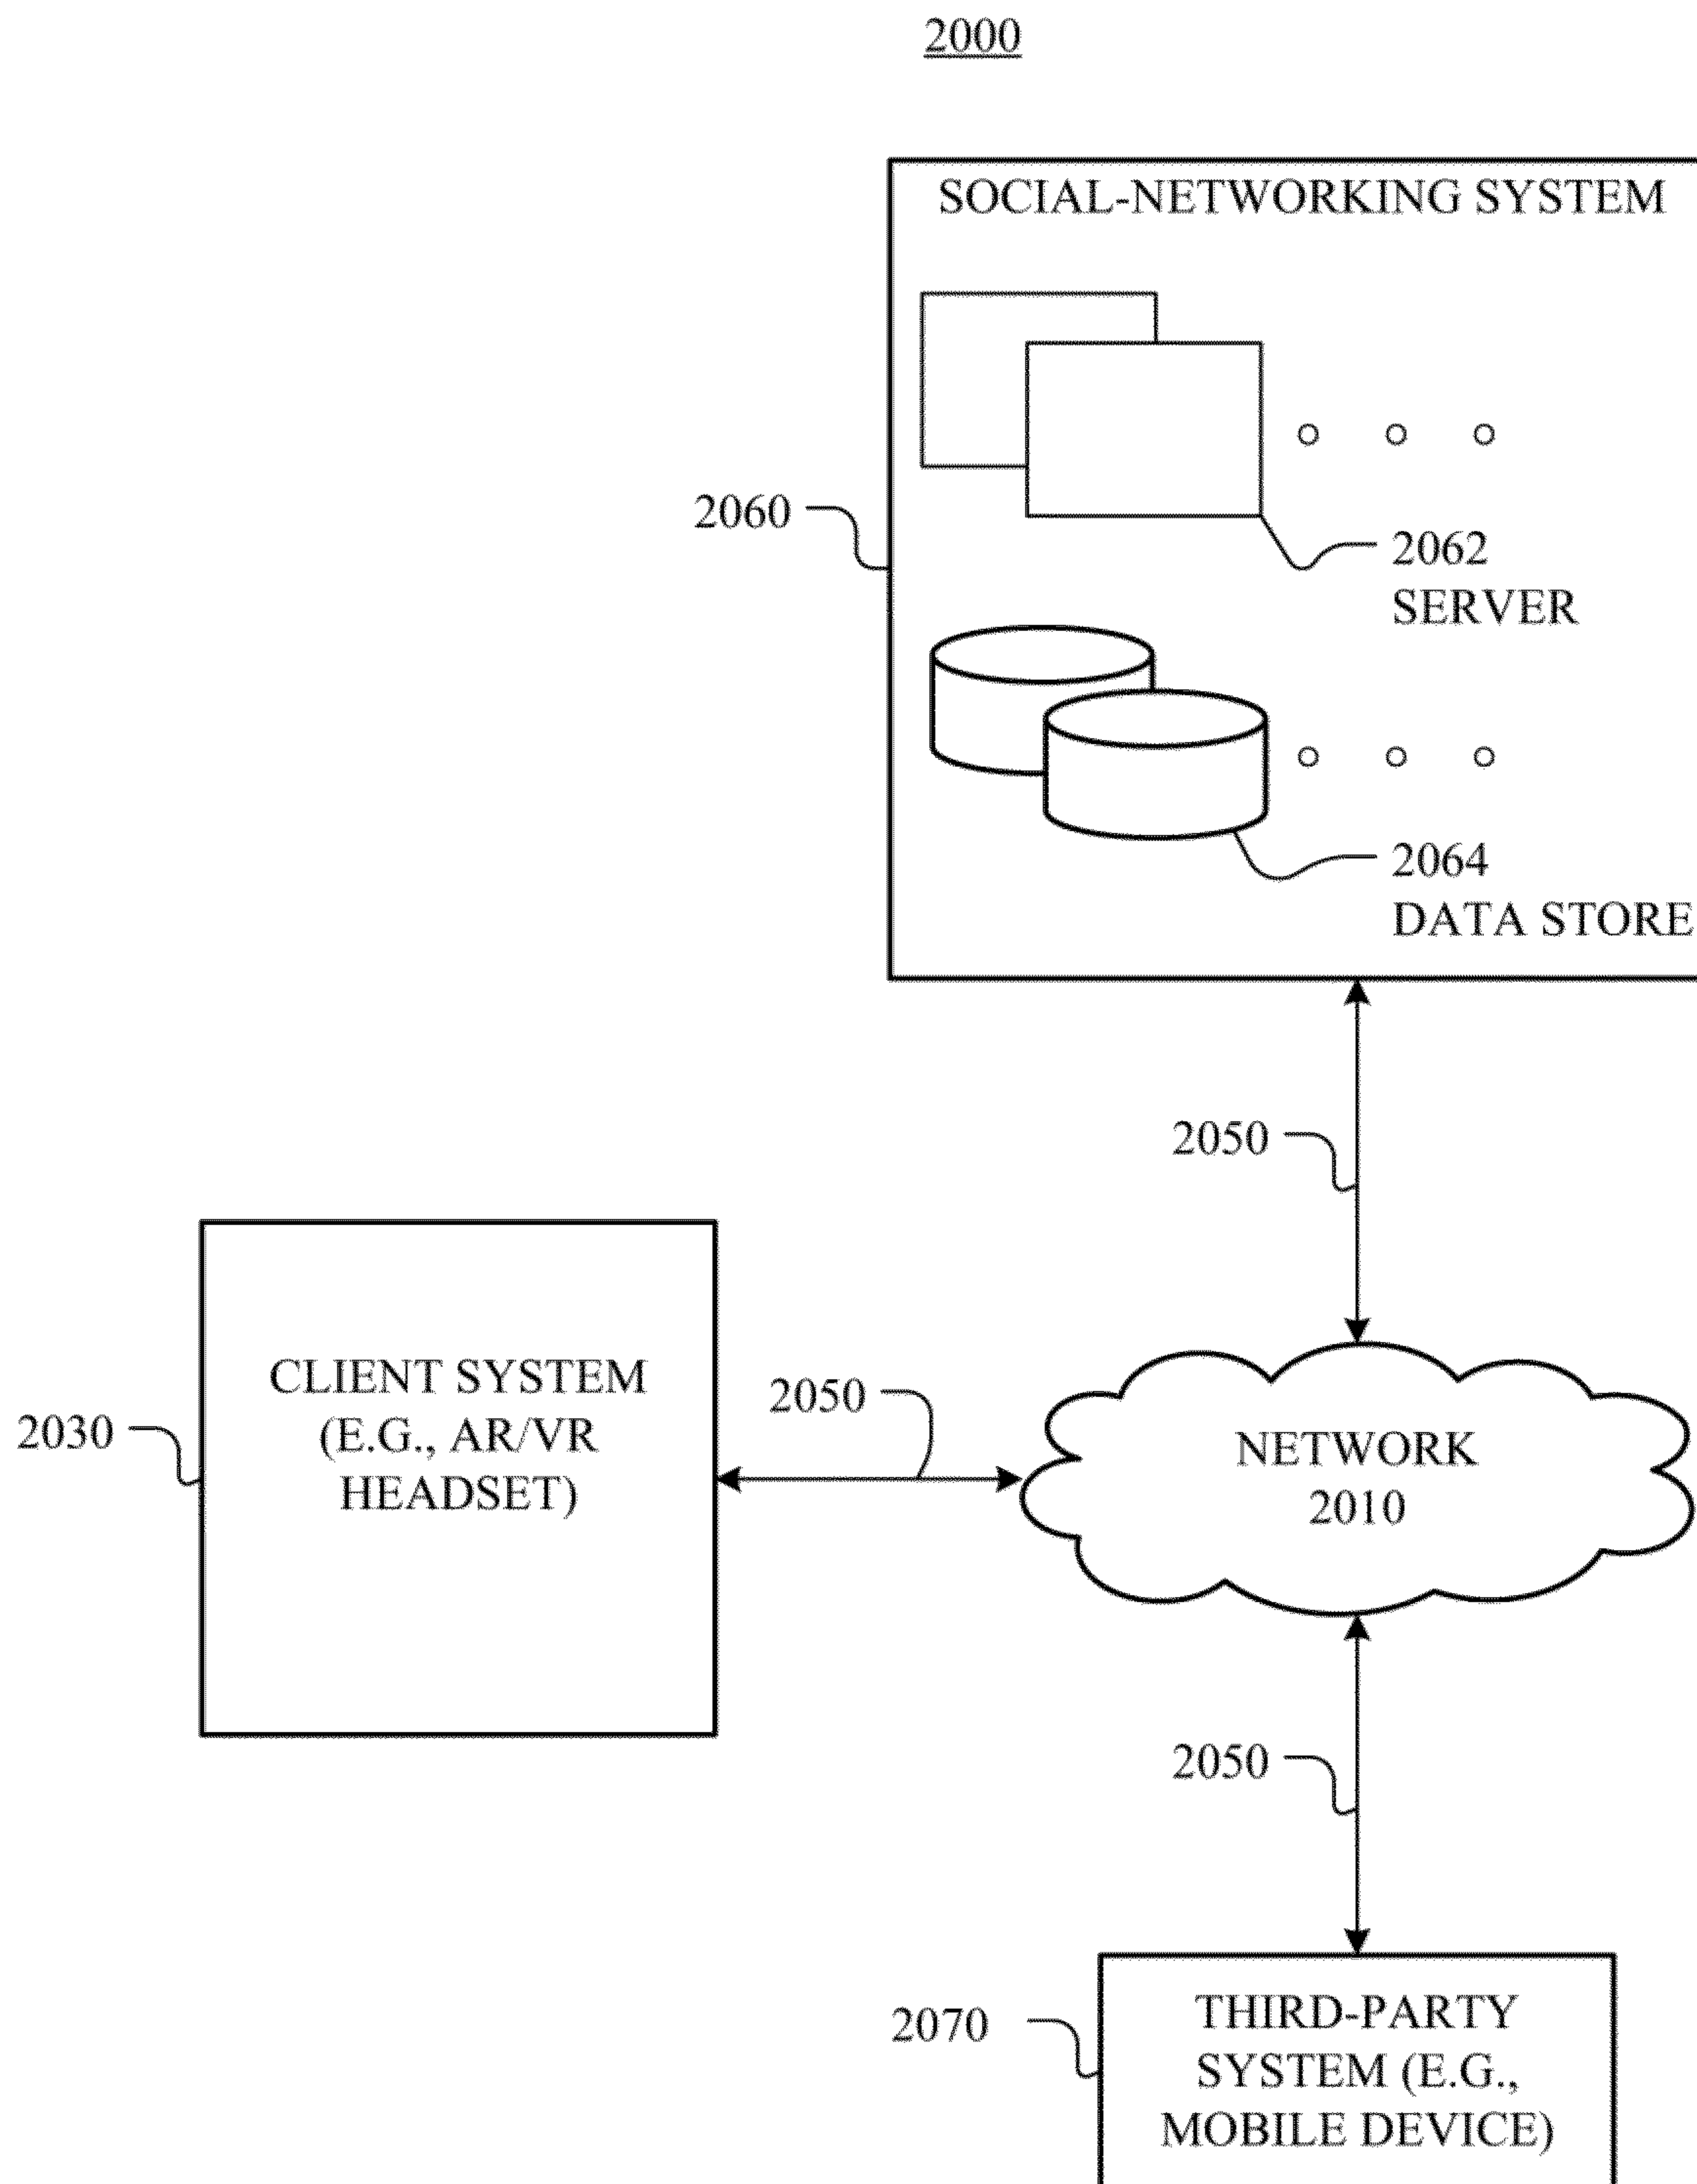 2000
SOCIAL-NETWORKING SYSTEM
2060
2062
SERVER
2064
DATA STORE
2050
CLIENT SYSTEM
(E.G., AR/VR
HEADSET)
2030
2050
NETWORK
2010
2050
2070
THIRD-PARTY
SYSTEM (E.G.,
MOBILE DEVICE)